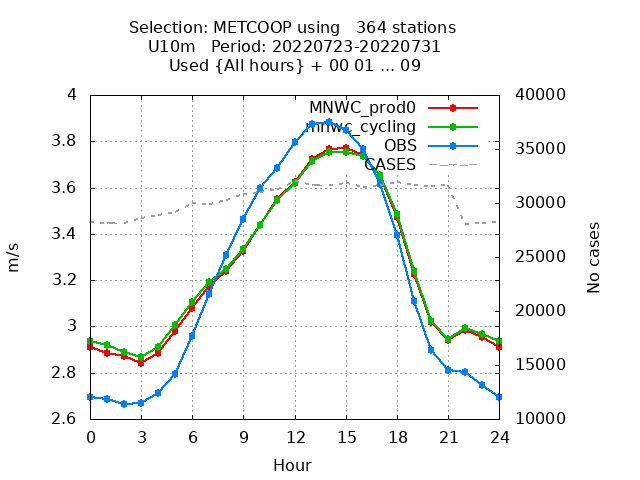 Selection: METCOOP using   364 stations
U10m   Period: 20220723-20220731
Used {All hours} + 00 01 ... 09
MNWC_prod0
mnwc_cycling
OBS
CASES
4
3.8
3.6
3.4
3.2
3
2.8
2.6
40000
35000
30000
25000
20000
15000
10000
m/s
No cases
0 3 6 9 12 15 18 21 24
Hour